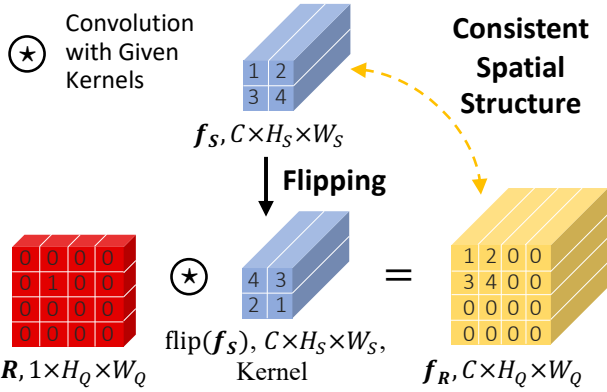 Convolution
with Given
Kernels
Consistent
Spatial
Structure
1 2
3 4
f_S, C×H_S×W_S
Flipping
0 0 0 0
0 1 0 0
0 0 0 0
0 0 0 0
4 3
2 1
=
1 2 0 0
3 4 0 0
0 0 0 0
0 0 0 0
R, 1×H_Q×W_Q
flip(f_S), C×H_S×W_S,
Kernel
f_R, C×H_Q×W_Q